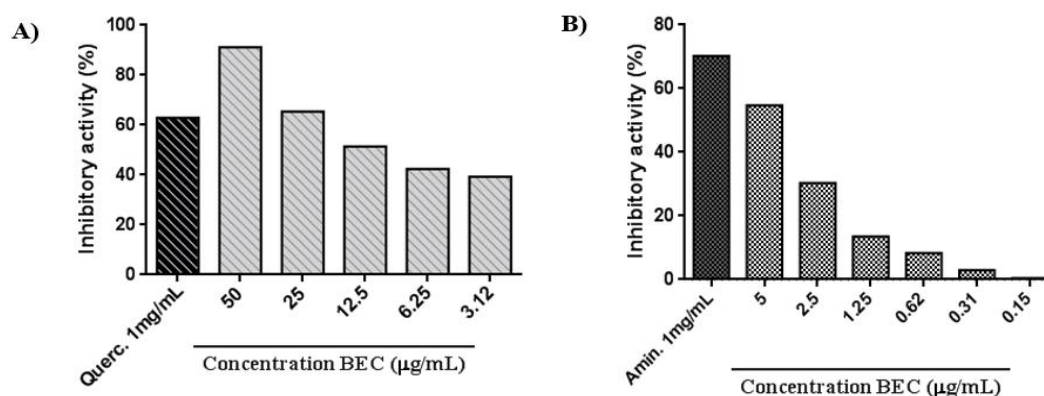 A)
Inhibitory activity (%)
100
80
60
40
20
0
Querc. 1mg/mL
50
25
12.5
6.25
3.12
Concentration BEC (µg/mL)
B)
Inhibitory activity (%)
80
60
40
20
0
Amin. 1mg/mL
5
2.5
1.25
0.62
0.31
0.15
Concentration BEC (µg/mL)